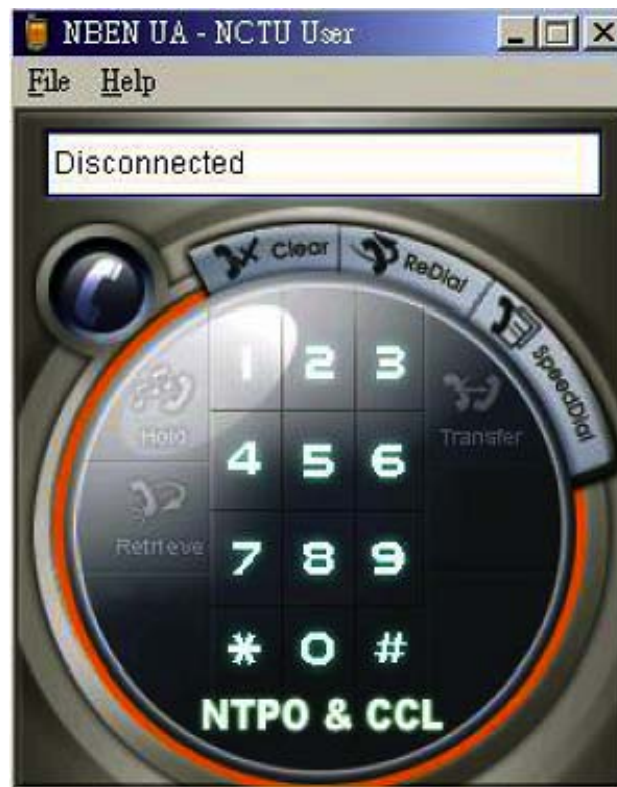 NBEN UA - NCTU User
File Help
Disconnected
Clear ReDial SpeedDial
1 2 3
Hold Transfer
4 5 6
Retrieve
7 8 9
* 0 #
NTPO & CCL